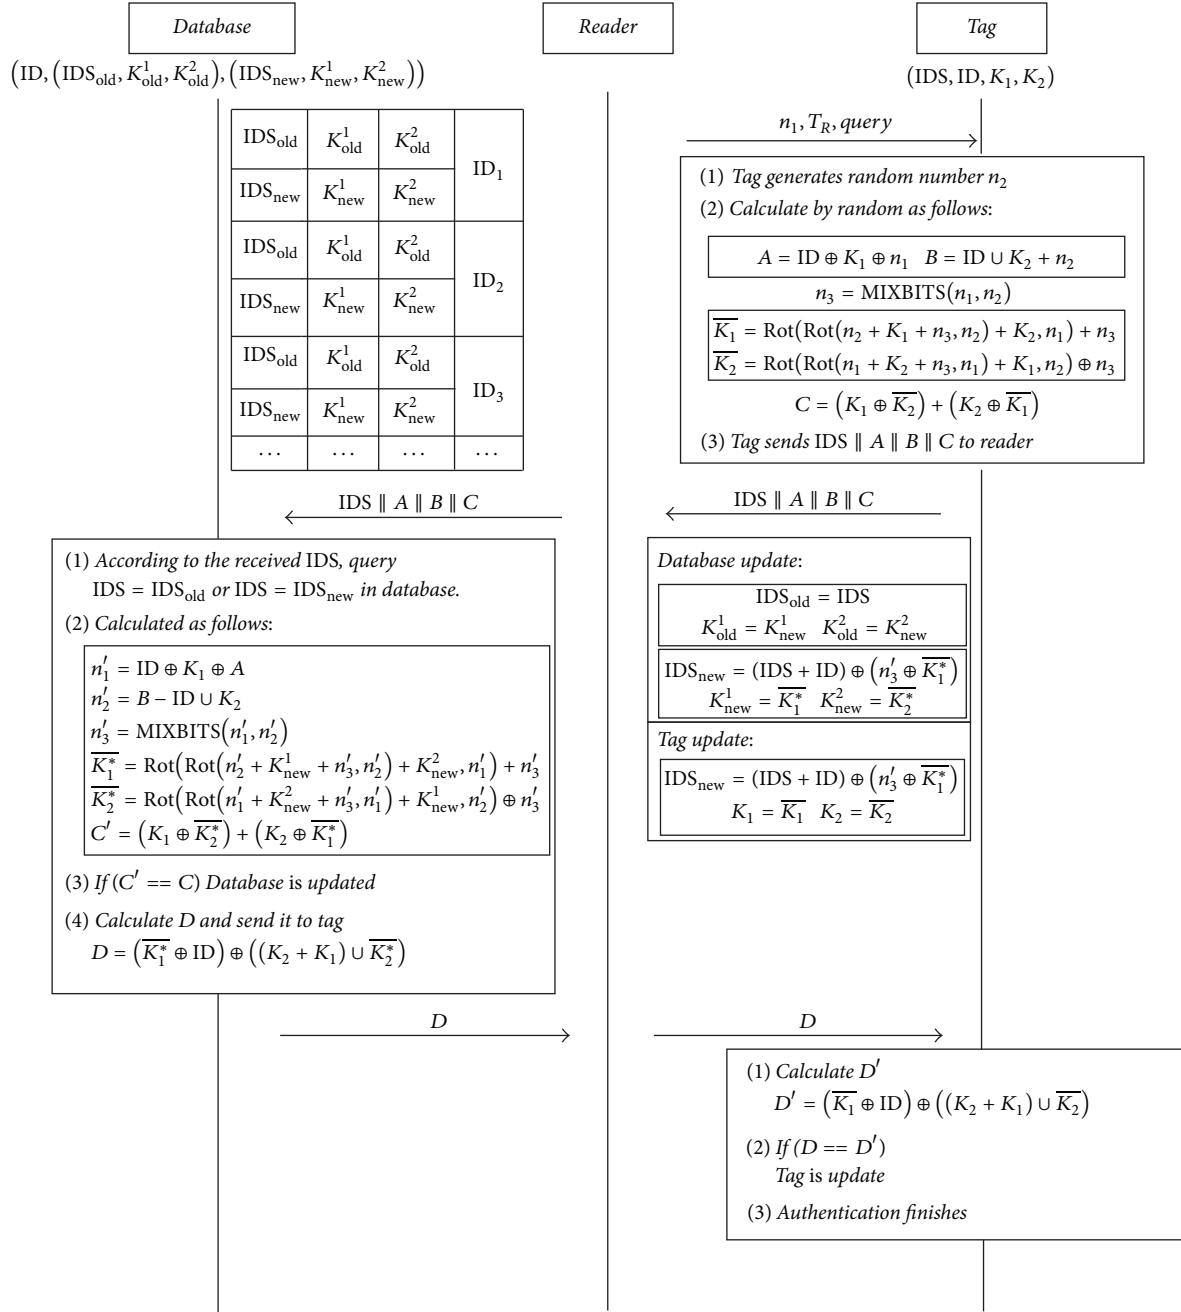 Database
Reader
Tag
(ID, (IDS_old, K^1_old, K^2_old), (IDS_new, K^1_new, K^2_new))
(IDS, ID, K_1, K_2)
IDS_old K^1_old K^2_old
ID_1
IDS_new K^1_new K^2_new
IDS_old K^1_old K^2_old
ID_2
IDS_new K^1_new K^2_new
IDS_old K^1_old K^2_old
ID_3
IDS_new K^1_new K^2_new
... ... ... ...
n_1, T_R, query
(1) Tag generates random number n_2
(2) Calculate by random as follows:
A = ID ⊕ K_1 ⊕ n_1 B = ID ∪ K_2 + n_2
n_3 = MIXBITS(n_1, n_2)
K̅_1 = Rot(Rot(n_2 + K_1 + n_3, n_2) + K_2, n_1) + n_3
K̅_2 = Rot(Rot(n_1 + K_2 + n_3, n_1) + K_1, n_2) ⊕ n_3
C = (K_1 ⊕ K̅_2) + (K_2 ⊕ K̅_1)
(3) Tag sends IDS ∥ A ∥ B ∥ C to reader
IDS ∥ A ∥ B ∥ C
IDS ∥ A ∥ B ∥ C
(1) According to the received IDS, query
IDS = IDS_old or IDS = IDS_new in database.
(2) Calculated as follows:
n′_1 = ID ⊕ K_1 ⊕ A
n′_2 = B − ID ∪ K_2
n′_3 = MIXBITS(n′_1, n′_2)
K̅*_1 = Rot(Rot(n′_2 + K^1_new + n′_3, n′_2) + K^2_new, n′_1) + n′_3
K̅*_2 = Rot(Rot(n′_1 + K^2_new + n′_3, n′_1) + K^1_new, n′_2) ⊕ n′_3
C′ = (K_1 ⊕ K̅*_2) + (K_2 ⊕ K̅*_1)
(3) If (C′ == C) Database is updated
(4) Calculate D and send it to tag
D = (K̅*_1 ⊕ ID) ⊕ ((K_2 + K_1) ∪ K̅*_2)
Database update:
IDS_old = IDS
K^1_old = K^1_new K^2_old = K^2_new
IDS_new = (IDS + ID) ⊕ (n′_3 ⊕ K̅*_1)
K^1_new = K̅*_1 K^2_new = K̅*_2
Tag update:
IDS_new = (IDS + ID) ⊕ (n′_3 ⊕ K̅*_1)
K_1 = K̅_1 K_2 = K̅_2
D
D
(1) Calculate D′
D′ = (K̅_1 ⊕ ID) ⊕ ((K_2 + K_1) ∪ K̅_2)
(2) If (D == D′)
Tag is update
(3) Authentication finishes